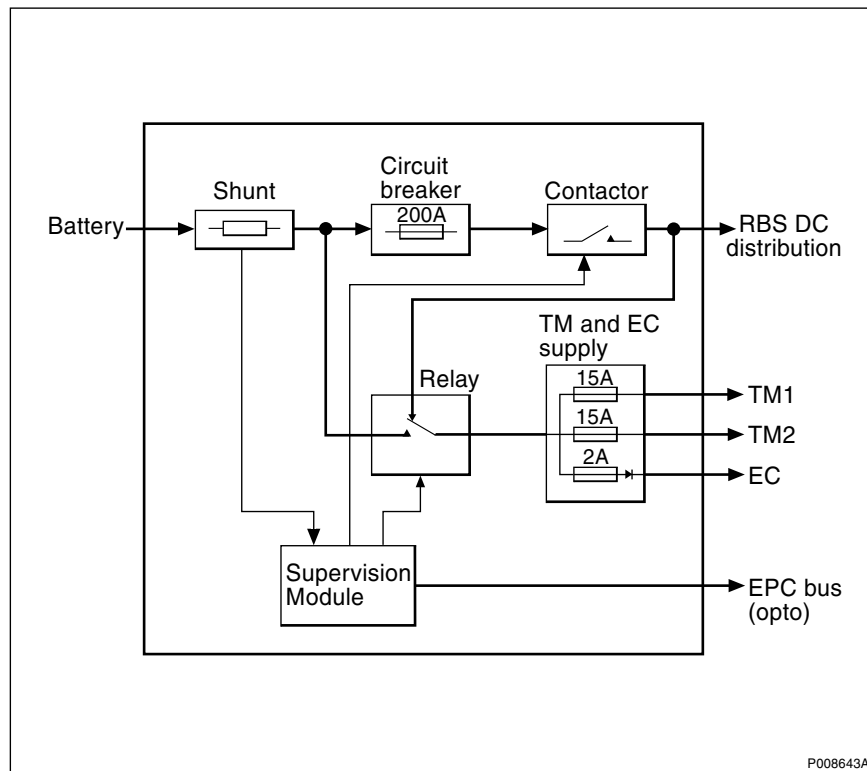 Shunt
Circuit
breaker
200A
Contactor
Battery
RBS DC
distribution
TM and EC
supply
Relay
15A
TM1
15A
TM2
2A
EC
Supervision
Module
EPC bus
(opto)
P008643A